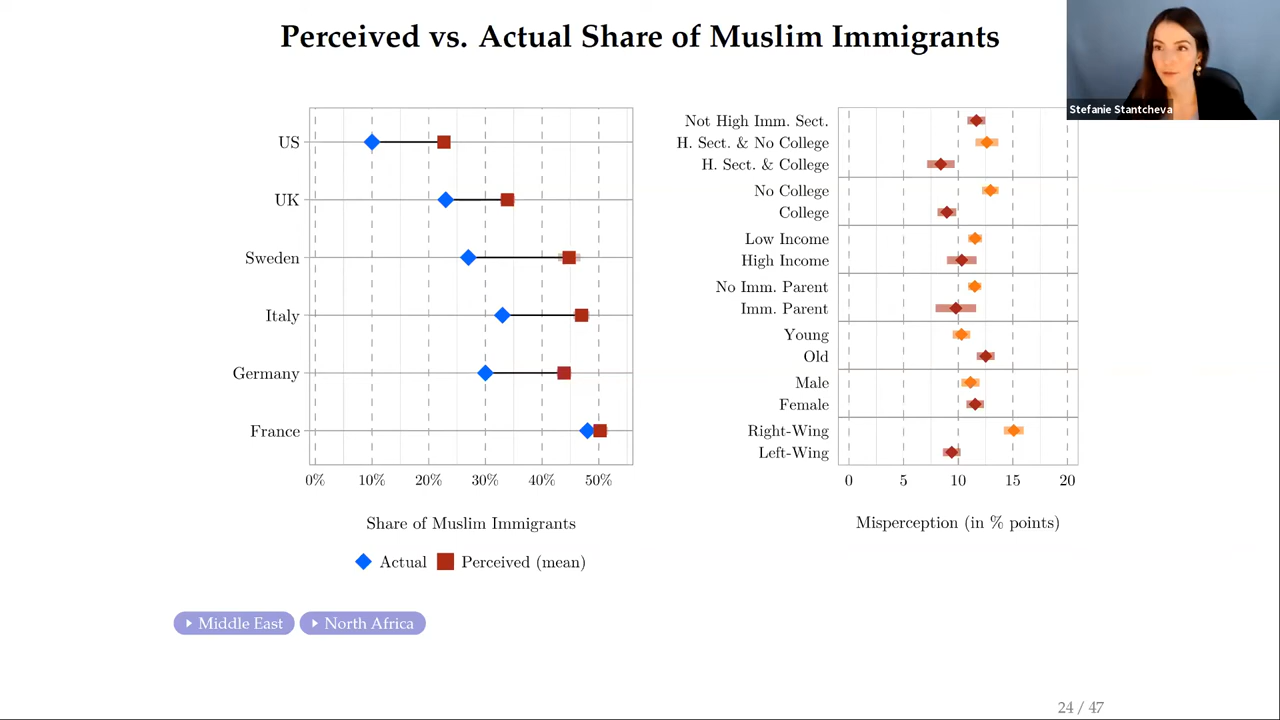 Perceived vs. Actual Share of Muslim Immigrants
Stefanie Stantcheva
US
UK
Sweden
Italy
Germany
France
0% 10% 20% 30% 40% 50%
Share of Muslim Immigrants
Actual Perceived (mean)
Not High Imm. Sect.
H. Sect. & No College
H. Sect. & College
No College
College
Low Income
High Income
No Imm. Parent
Imm. Parent
Young
Old
Male
Female
Right-Wing
Left-Wing
0 5 10 15 20
Misperception (in % points)
Middle East North Africa
24 / 47